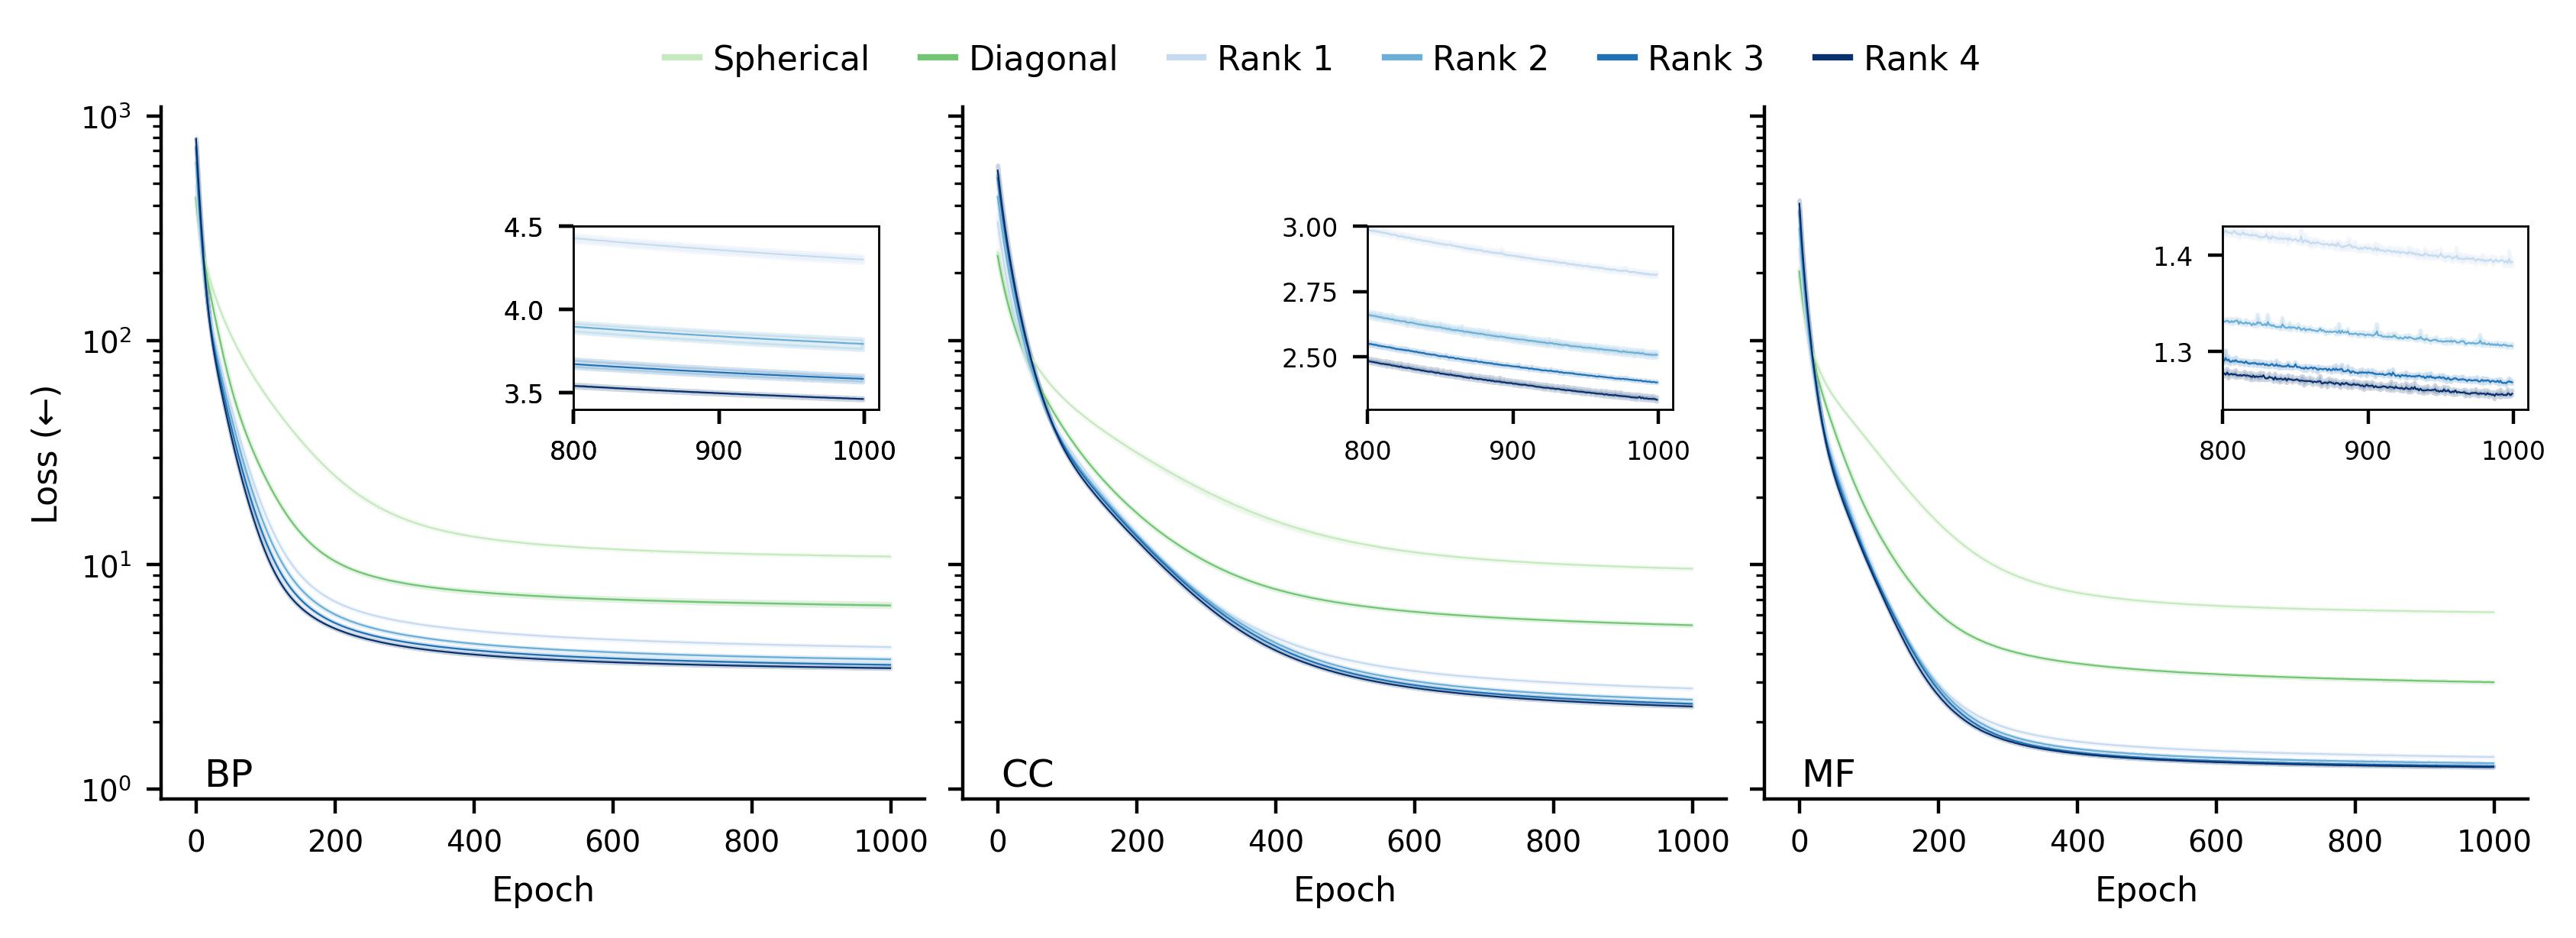 Spherical Diagonal Rank 1 Rank 2 Rank 3 Rank 4
Loss (←)
10³
10²
10¹
10⁰
4.5
4.0
3.5
800 900 1000
BP
0 200 400 600 800 1000
Epoch
3.00
2.75
2.50
800 900 1000
CC
0 200 400 600 800 1000
Epoch
1.4
1.3
800 900 1000
MF
0 200 400 600 800 1000
Epoch